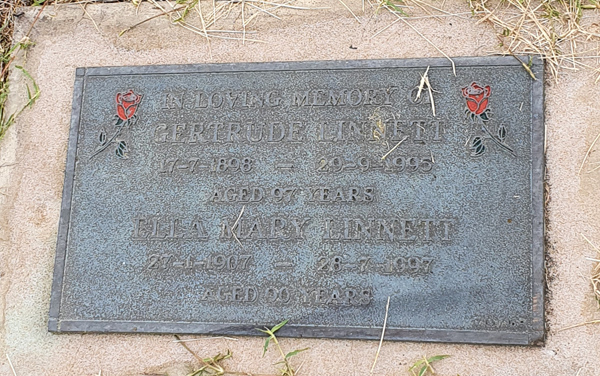 IN LOVING MEMORY
GERTRUDE LINNETT
17-7-1898 — 29-9-1995
AGED 97 YEARS
ELLA MARY LINNETT
27-1-1907 — 28-7-1997
AGED 90 YEARS